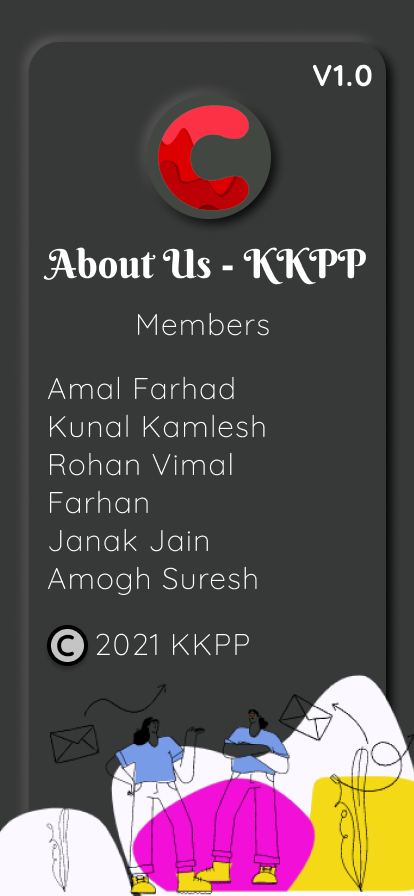 V1.0
About Us - KKPP
Members
Amal Farhad
Kunal Kamlesh
Rohan Vimal
Farhan
Janak Jain
Amogh Suresh
© 2021 KKPP